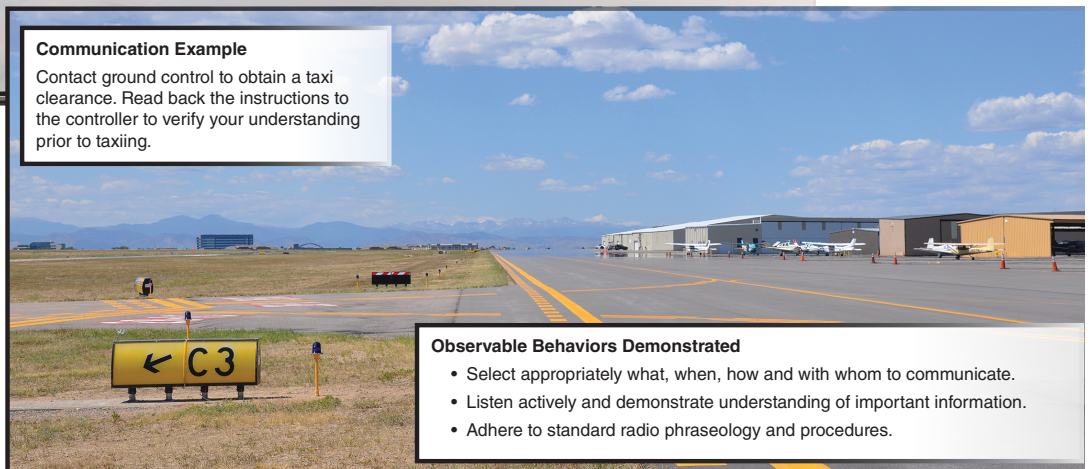 Communication Example
Contact ground control to obtain a taxi
clearance. Read back the instructions to
the controller to verify your understanding
prior to taxiing.
← C3
Observable Behaviors Demonstrated
• Select appropriately what, when, how and with whom to communicate.
• Listen actively and demonstrate understanding of important information.
• Adhere to standard radio phraseology and procedures.